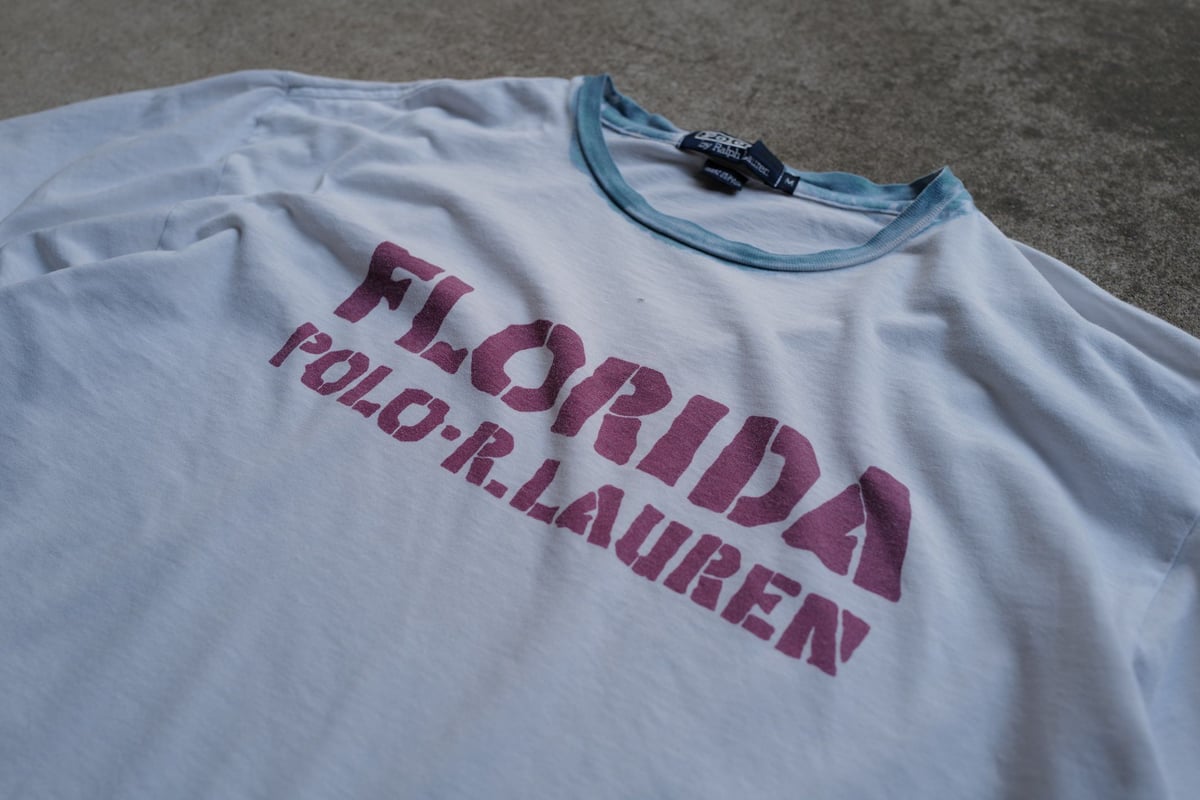 Polo
by Ralph Lauren
M
FLORIDA
POLO-R.LAUREN